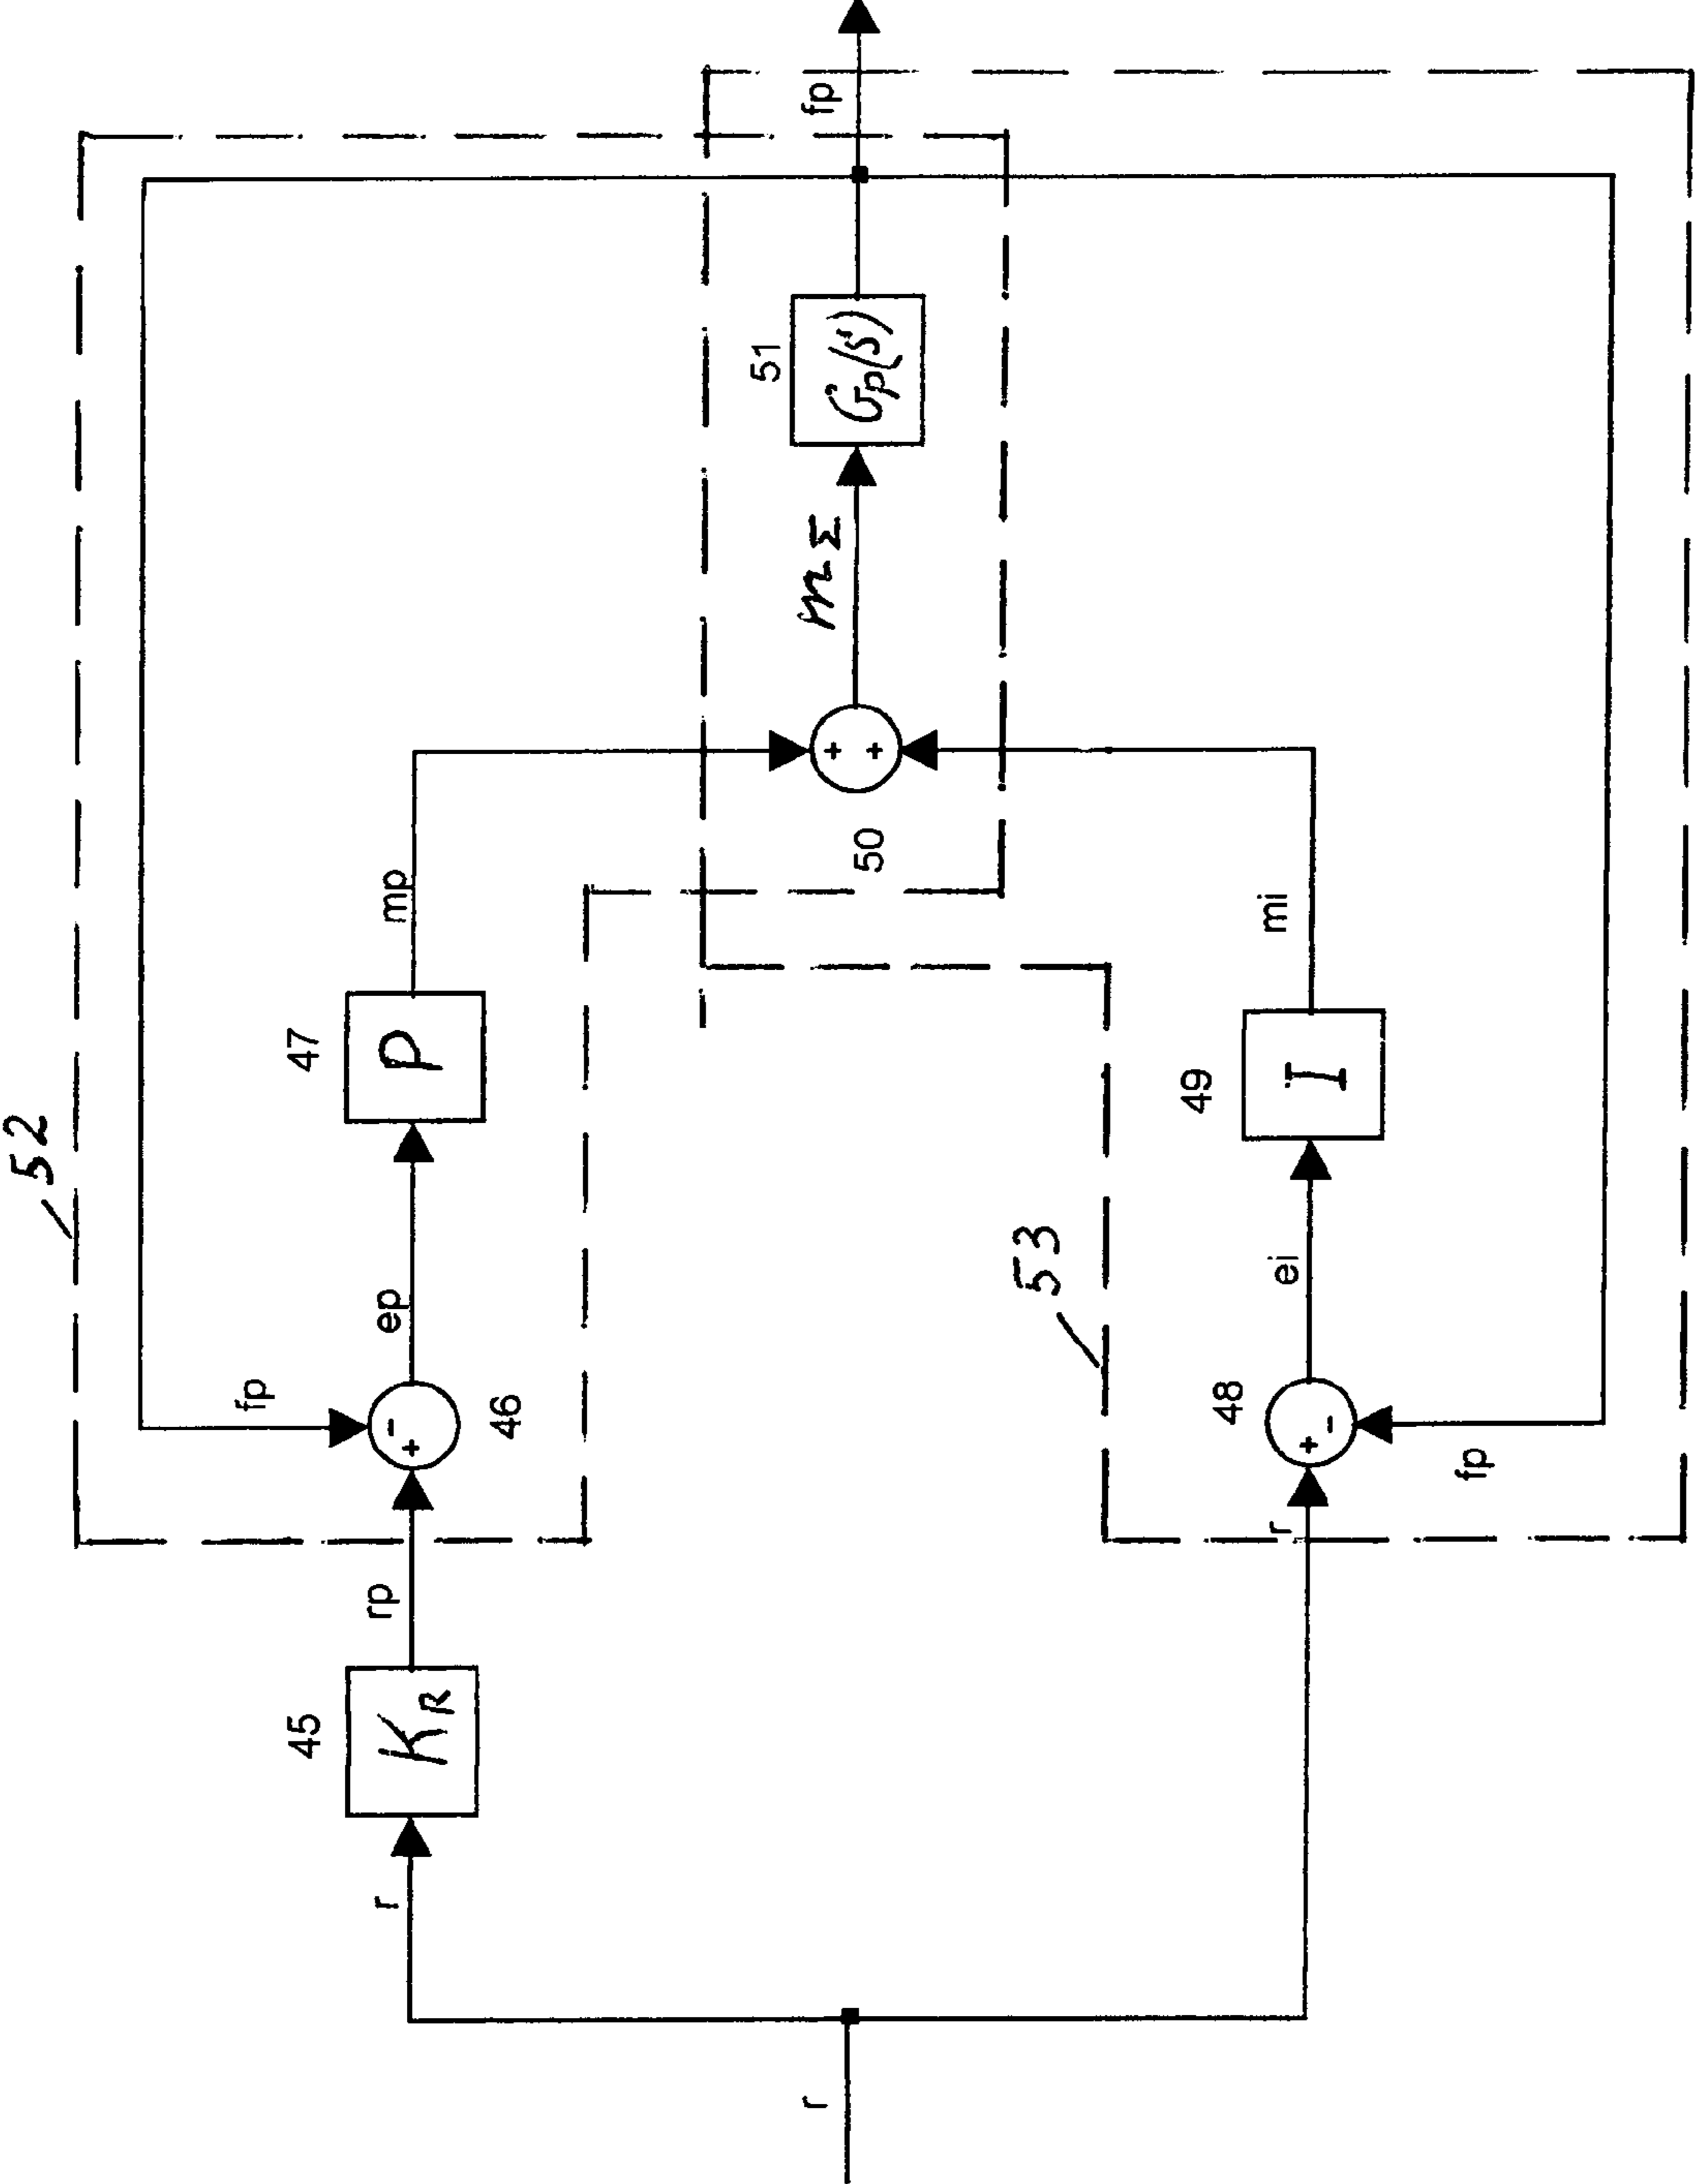 52
fp
46
ep
47
P
mp
45
KR
rp
r
r
50
+
+
mΣ
51
Gp(s)
fp
53
r
48
+
-
fp
ei
49
I
mi
+
-